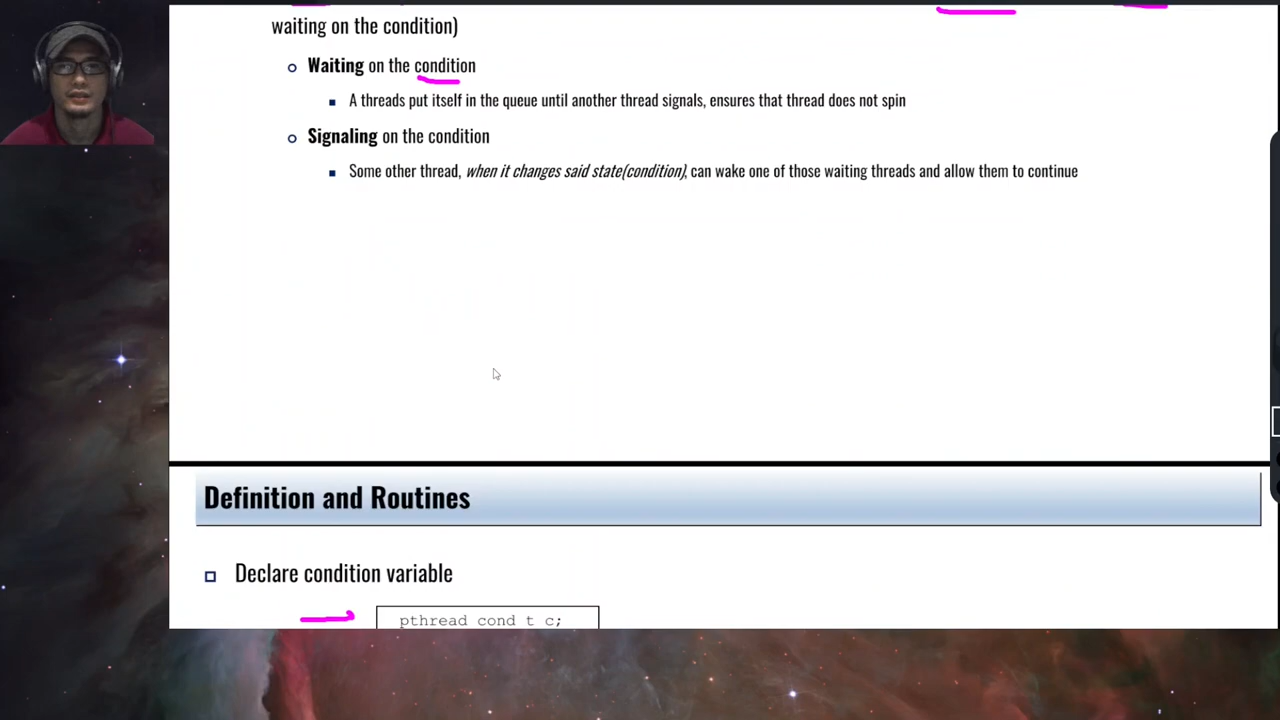 waiting on the condition)
Waiting on the condition
A threads put itself in the queue until another thread signals, ensures that thread does not spin
Signaling on the condition
Some other thread, when it changes said state(condition), can wake one of those waiting threads and allow them to continue
Definition and Routines
Declare condition variable
pthread cond t c;